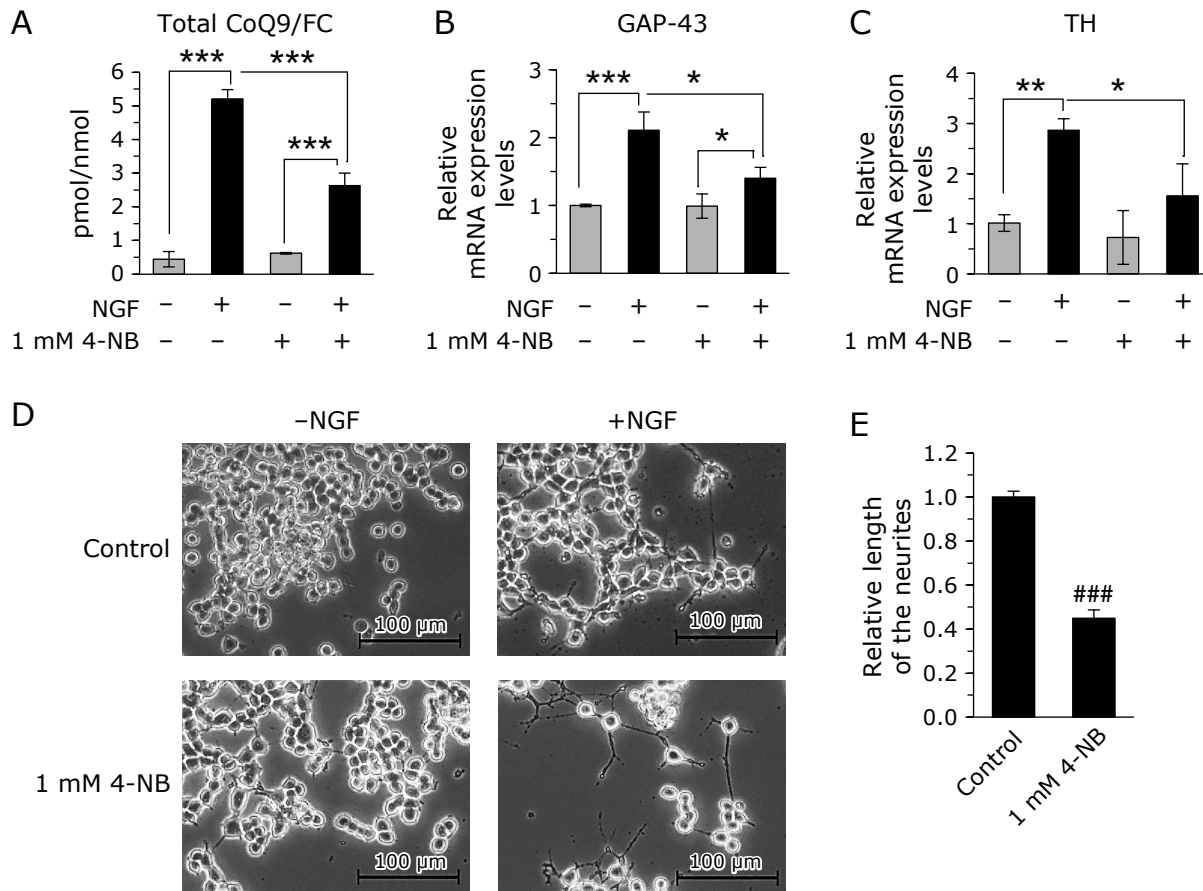 A
Total CoQ9/FC
***
***
***
pmol/nmol
6
5
4
3
2
1
0
NGF – + – +
1 mM 4-NB – – + +
B
GAP-43
***
*
*
Relative
mRNA expression
levels
3
2
1
0
NGF – + – +
1 mM 4-NB – – + +
C
TH
**
*
Relative
mRNA expression
levels
4
3
2
1
0
NGF – + – +
1 mM 4-NB – – + +
D
–NGF
+NGF
Control
100 μm
100 μm
1 mM 4-NB
100 μm
100 μm
E
Relative length
of the neurites
1.2
1.0
0.8
0.6
0.4
0.2
0.0
###
Control
1 mM 4-NB